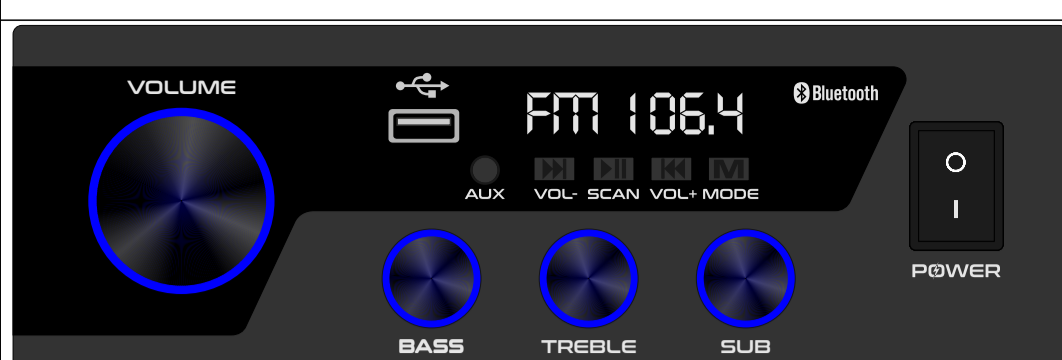 VOLUME
FM 106.4
Bluetooth
AUX
VOL- SCAN VOL+ MODE
M
POWER
BASS
TREBLE
SUB